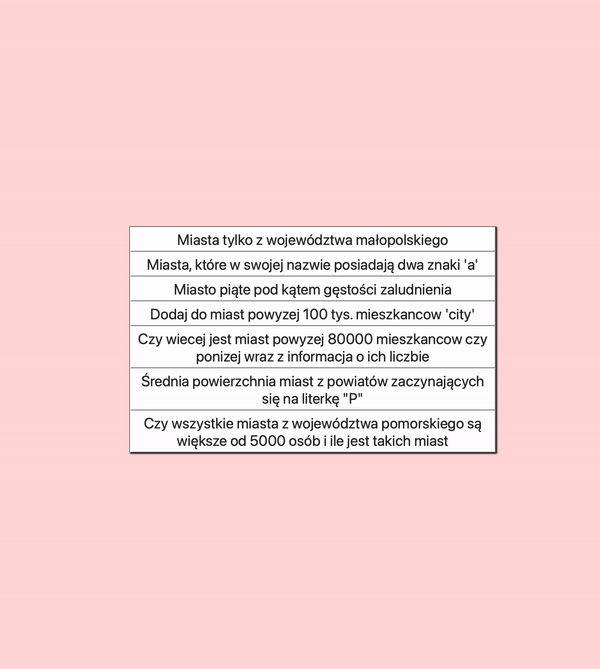 Miasta tylko z województwa małopolskiego
Miasta, które w swojej nazwie posiadają dwa znaki 'a'
Miasto piąte pod kątem gęstości zaludnienia
Dodaj do miast powyzej 100 tys. mieszkancow 'city'
Czy wiecej jest miast powyzej 80000 mieszkancow czy
ponizej wraz z informacja o ich liczbie
Średnia powierzchnia miast z powiatów zaczynających
się na literkę "P"
Czy wszystkie miasta z województwa pomorskiego są
większe od 5000 osób i ile jest takich miast